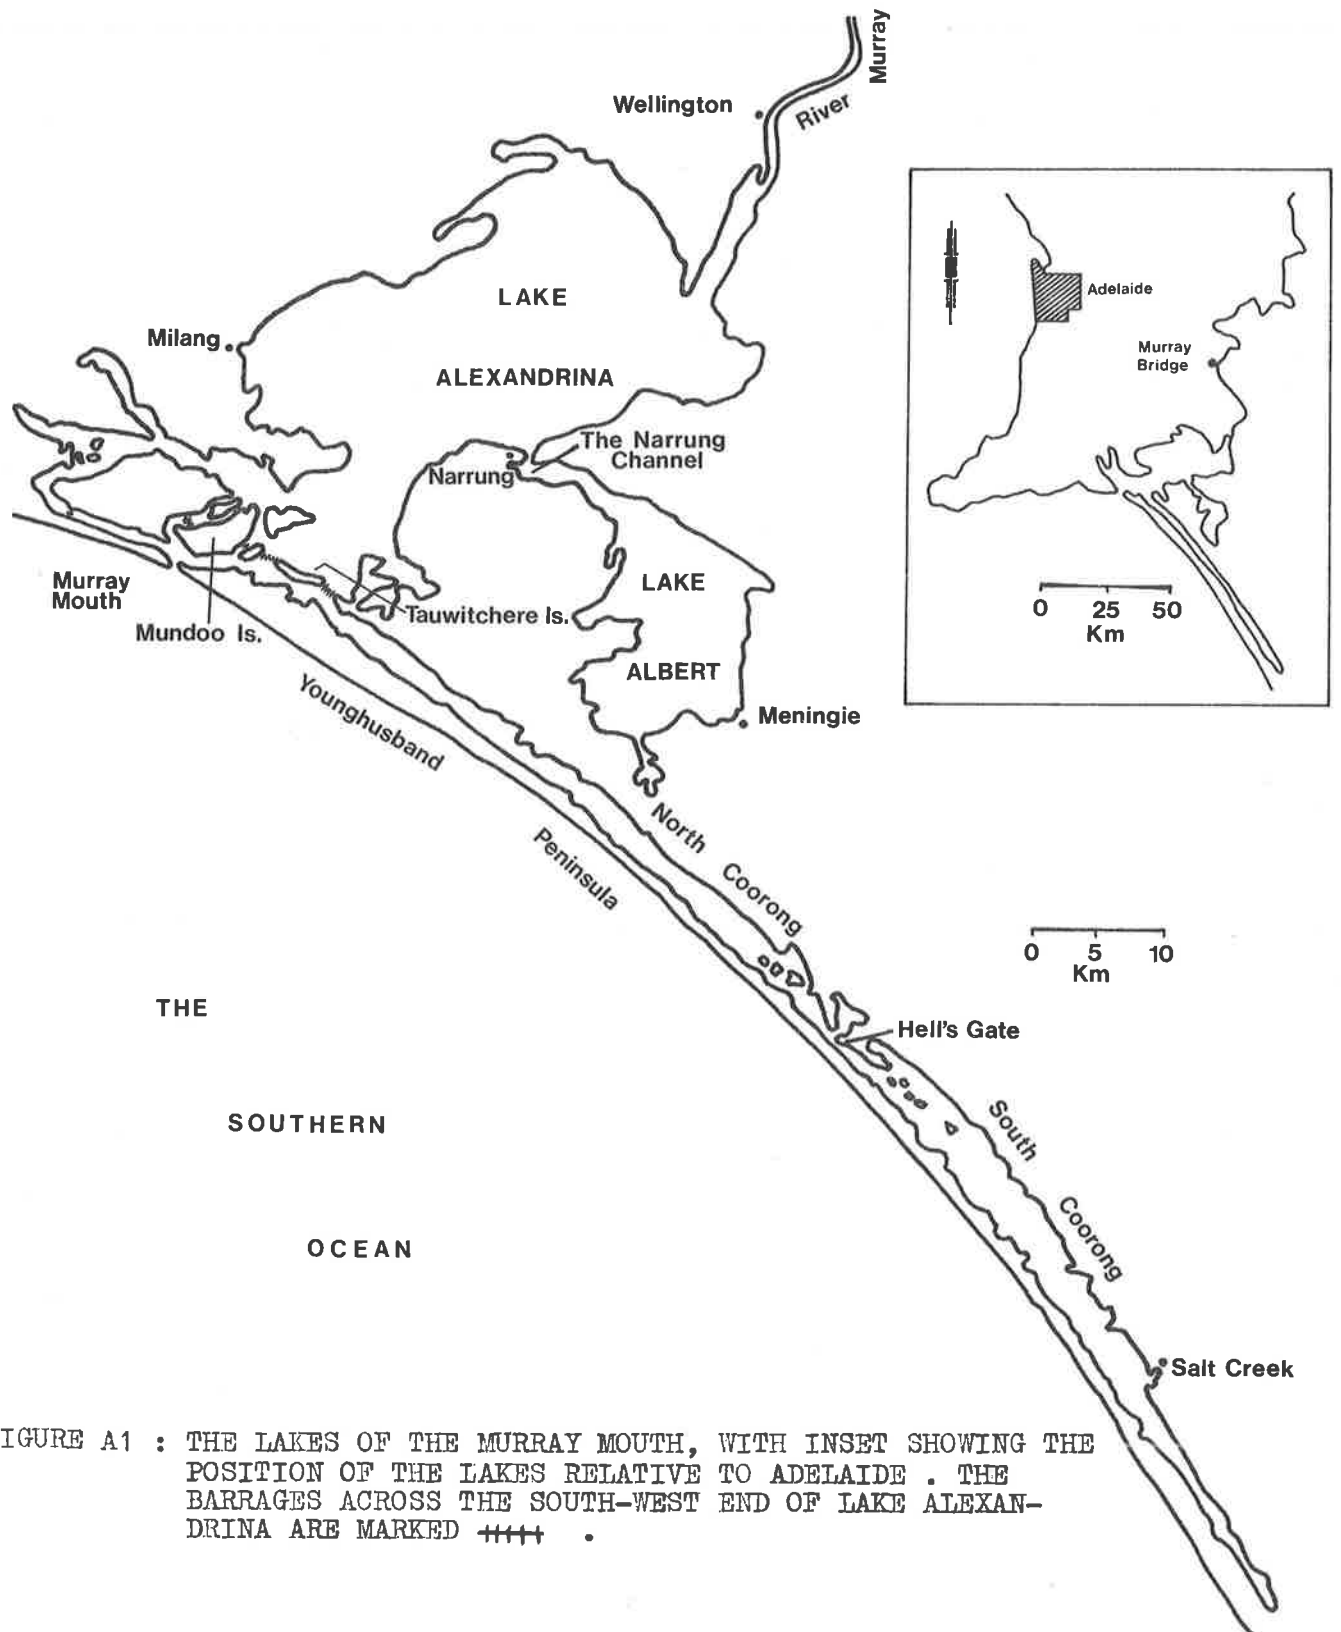 Murray
River
Wellington
LAKE
ALEXANDRINA
Milang
The Narrung
Channel
Narrung
LAKE
ALBERT
Murray
Mouth
Mundoo Is.
Tauwitchere Is.
Meningie
Younghusband
Peninsula
North Coorong
Hell's Gate
South Coorong
Salt Creek
THE
SOUTHERN
OCEAN
Adelaide
Murray
Bridge
0 25 50
Km
0 5 10
Km
IGURE A1 : THE LAKES OF THE MURRAY MOUTH, WITH INSET SHOWING THE
POSITION OF THE LAKES RELATIVE TO ADELAIDE . THE
BARRAGES ACROSS THE SOUTH-WEST END OF LAKE ALEXAN-
DRINA ARE MARKED .